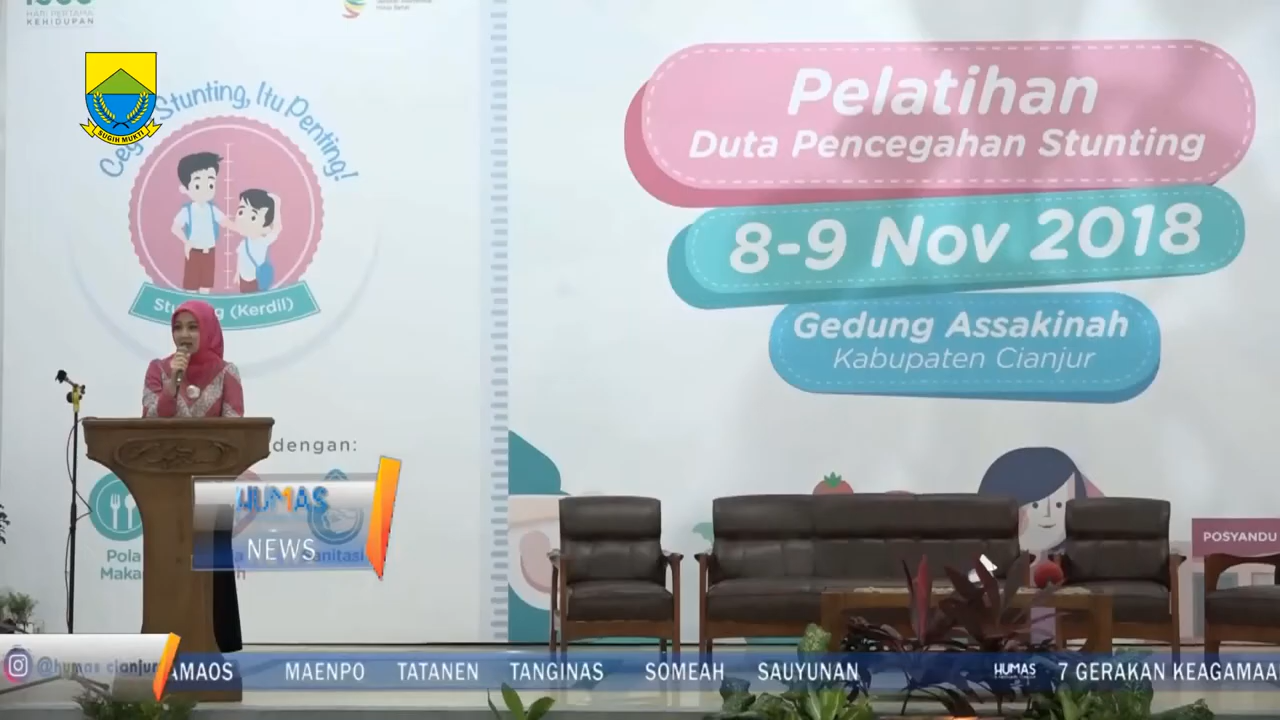 HARI PERTAMA
KEHIDUPAN
Stunting, Itu Penting!
SUGIH MUKTI
(Kerdil)
Pelatihan
Duta Pencegahan Stunting
8-9 Nov 2018
Gedung Assakinah
Kabupaten Cianjur
dengan:
HUMAS
NEWS
Sanitasi
Pola
POSYANDU
@humas cianjur
AMAOS MAENPO TATANEN TANGINAS SOMEAH SAUYUNAN HUMAS 7 GERAKAN KEAGAMAA